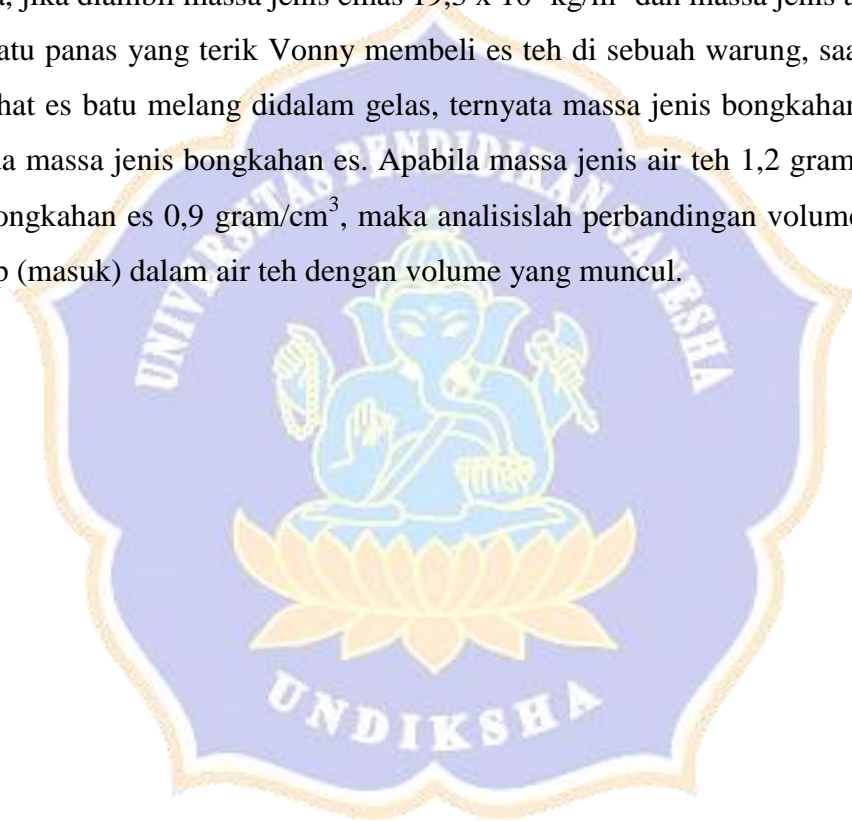 jika diambil massa jenis emas 19,3 x 10 kg/m dan massa jenis
atu panas yang terik Vonny membeli es teh di sebuah warung, saa
hat es batu melang didalam gelas, ternyata massa jenis bongkahan
a massa jenis bongkahan es. Apabila massa jenis air teh 1,2 gram
ongkahan es 0,9 gram/cm³, maka analisislah perbandingan volume
p (masuk) dalam air teh dengan volume yang muncul.
UNIVERSITAS PENDIDIKAN GANESHA
UNDIKSHA